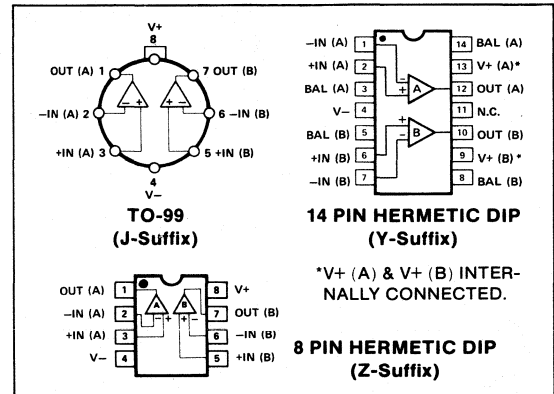 V+
8
OUT (A) 1
7 OUT (B)
−IN (A) 2
6 −IN (B)
− +
+ −
+IN (A) 3
5 +IN (B)
4
V−
TO-99
(J-Suffix)
−IN (A) 1
14 BAL (A)
+IN (A) 2
13 V+ (A)*
BAL (A) 3
− + A
12 OUT (A)
V− 4
11 N.C.
BAL (B) 5
+ − B
10 OUT (B)
+IN (B) 6
9 V+ (B) *
−IN (B) 7
8 BAL (B)
14 PIN HERMETIC DIP
(Y-Suffix)
*V+ (A) & V+ (B) INTER-
NALLY CONNECTED.
OUT (A) 1
8 V+
A
B
−IN (A) 2
7 OUT (B)
− +
+ −
+IN (A) 3
6 −IN (B)
V− 4
5 +IN (B)
8 PIN HERMETIC DIP
(Z-Suffix)